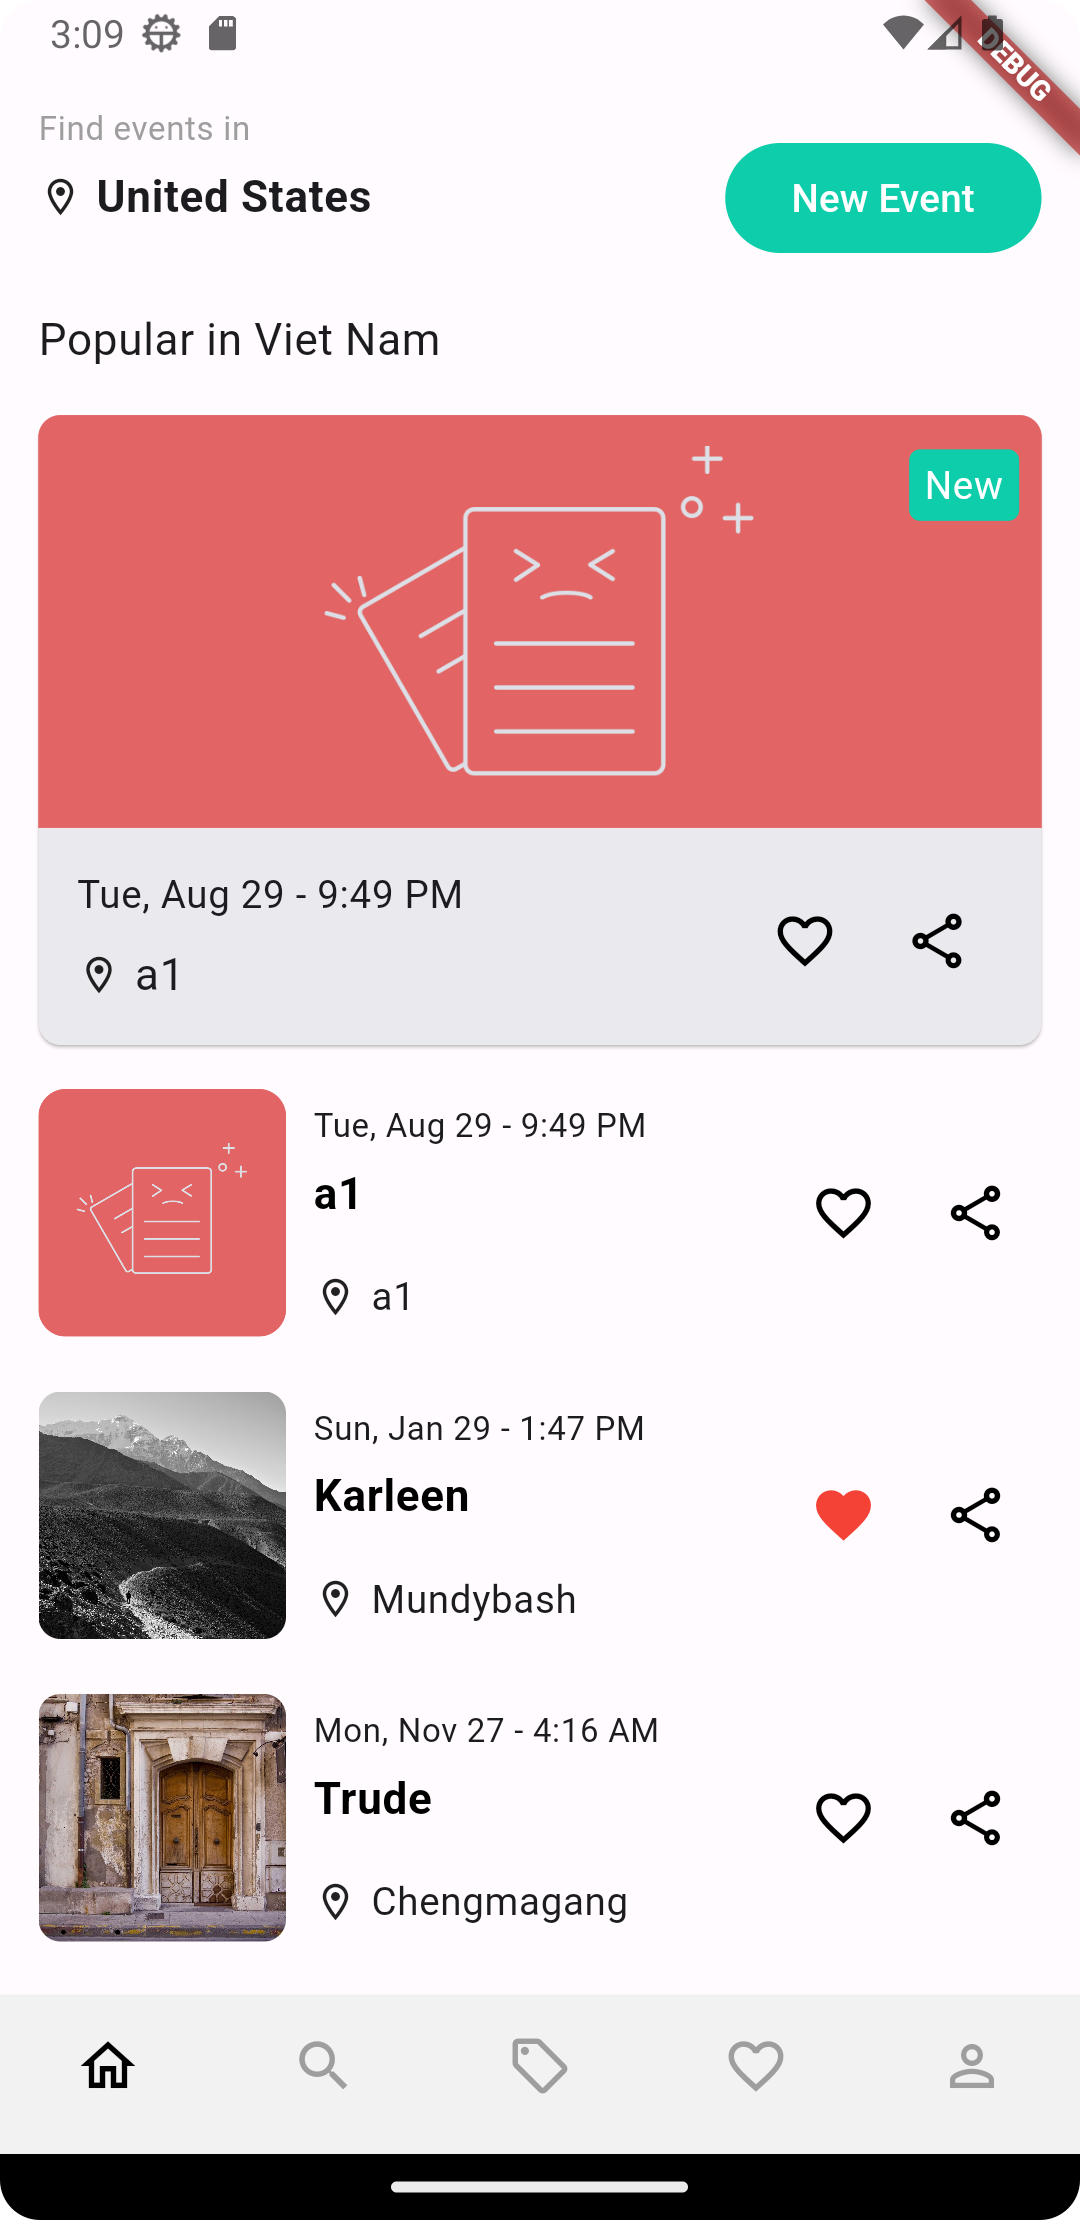 3:09
DEBUG
Find events in
United States
New Event
Popular in Viet Nam
New
Tue, Aug 29 - 9:49 PM
a1
Tue, Aug 29 - 9:49 PM
a1
a1
Sun, Jan 29 - 1:47 PM
Karleen
Mundybash
Mon, Nov 27 - 4:16 AM
Trude
Chengmagang